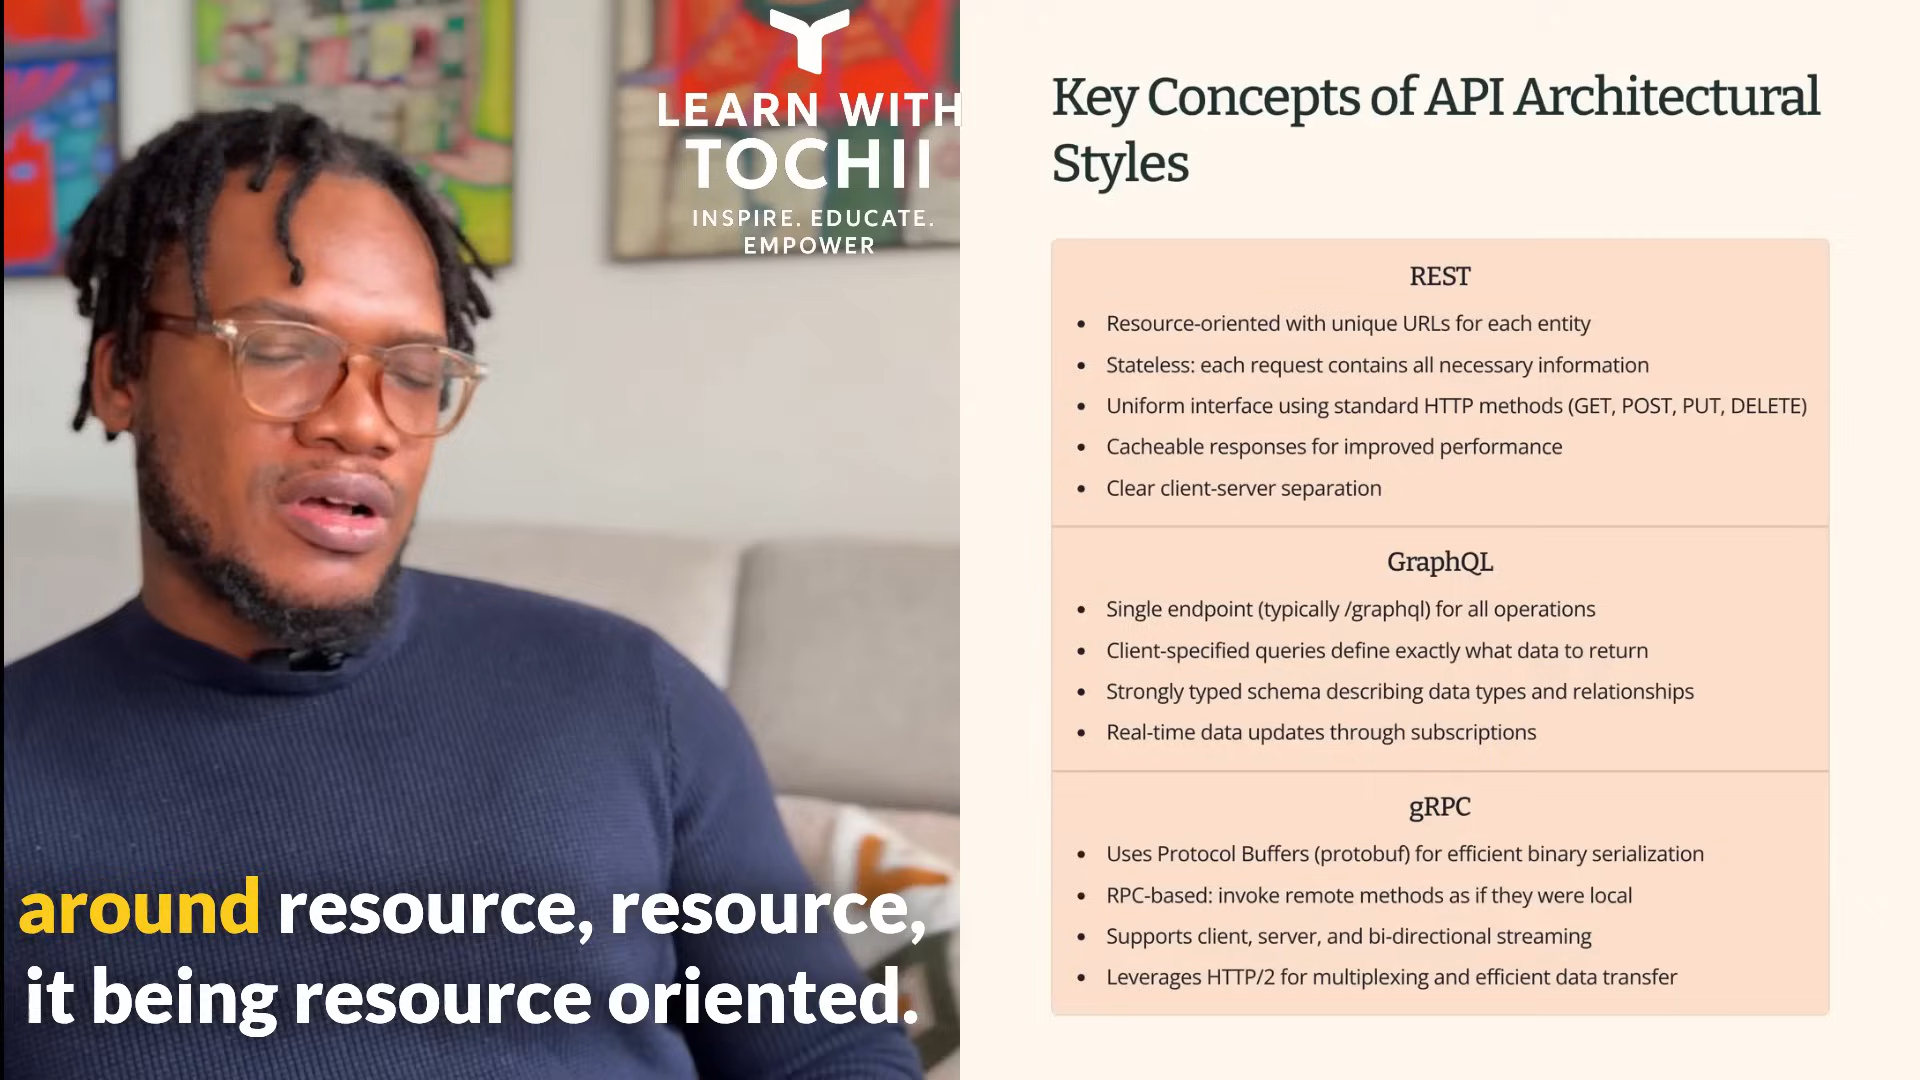 LEARN WITH
TOCHII
INSPIRE. EDUCATE.
EMPOWER
around resource, resource,
it being resource oriented.
Key Concepts of API Architectural
Styles
REST
• Resource-oriented with unique URLs for each entity
• Stateless: each request contains all necessary information
• Uniform interface using standard HTTP methods (GET, POST, PUT, DELETE)
• Cacheable responses for improved performance
• Clear client-server separation
GraphQL
• Single endpoint (typically /graphql) for all operations
• Client-specified queries define exactly what data to return
• Strongly typed schema describing data types and relationships
• Real-time data updates through subscriptions
gRPC
• Uses Protocol Buffers (protobuf) for efficient binary serialization
• RPC-based: invoke remote methods as if they were local
• Supports client, server, and bi-directional streaming
• Leverages HTTP/2 for multiplexing and efficient data transfer